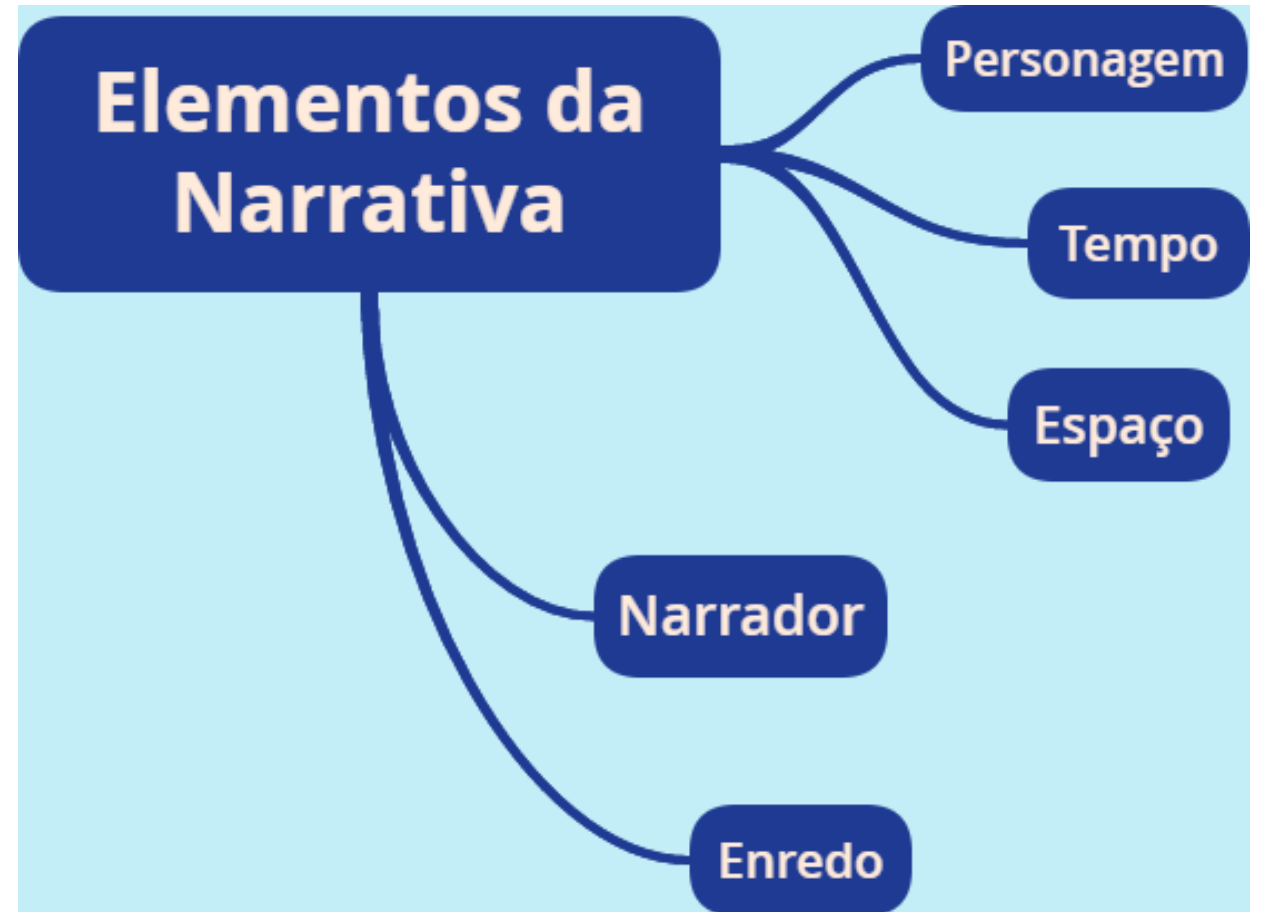 Elementos da
Narrativa
Personagem
Tempo
Espaço
Narrador
Enredo